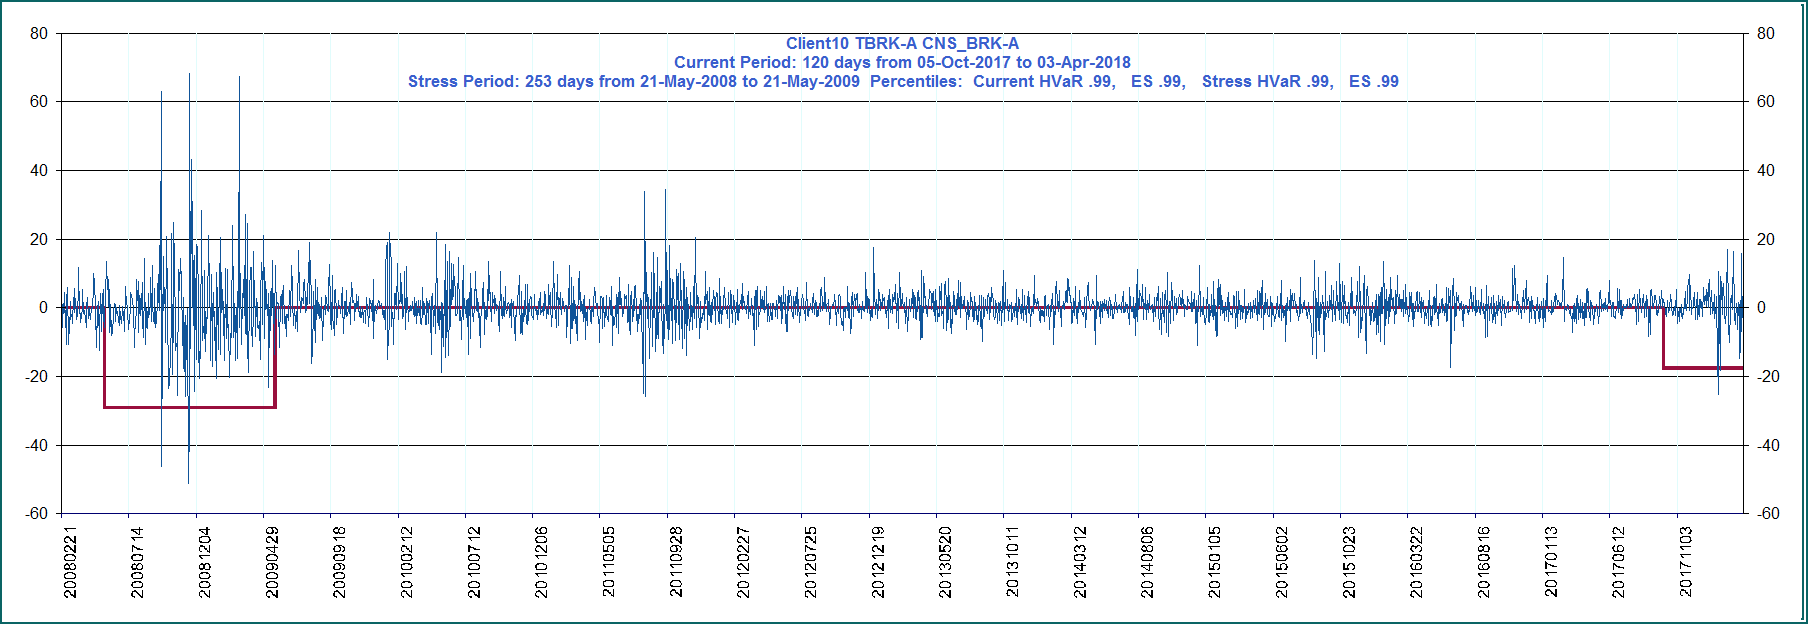 Client10 TBRK-A CNS_BRK-A
Current Period: 120 days from 05-Oct-2017 to 03-Apr-2018
Stress Period: 253 days from 21-May-2008 to 21-May-2009  Percentiles:  Current HVaR .99,   ES .99,   Stress HVaR .99,   ES .99
80 80
60 60
40 40
20 20
0 0
-20 -20
-40 -40
-60 -60
20080221 20080714 20081204 20090429 20090918 20100212 20100712 20101206 20110505 20110928 20120227 20120725 20121219 20130520 20131011 20140312 20140806 20150105 20150602 20151023 20160322 20160816 20170113 20170612 20171103